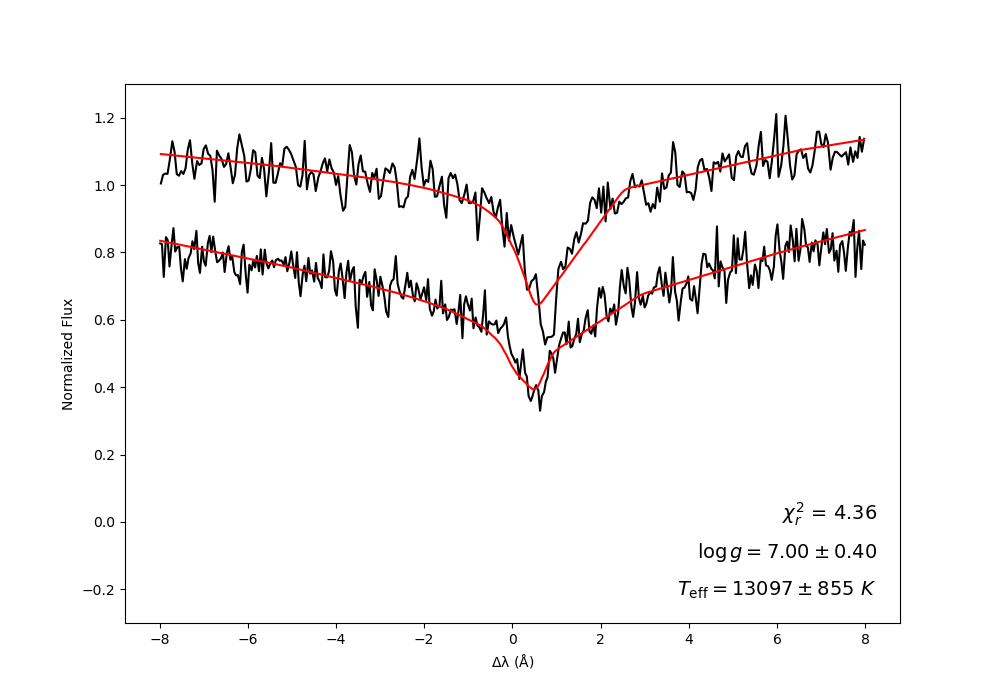 1.2
1.0
0.8
0.6
0.4
0.2
0.0
−0.2
Normalized Flux
χ²ᵣ = 4.36
log g = 7.00 ± 0.40
T_eff = 13097 ± 855 K
−8 −6 −4 −2 0 2 4 6 8
Δλ (Å)